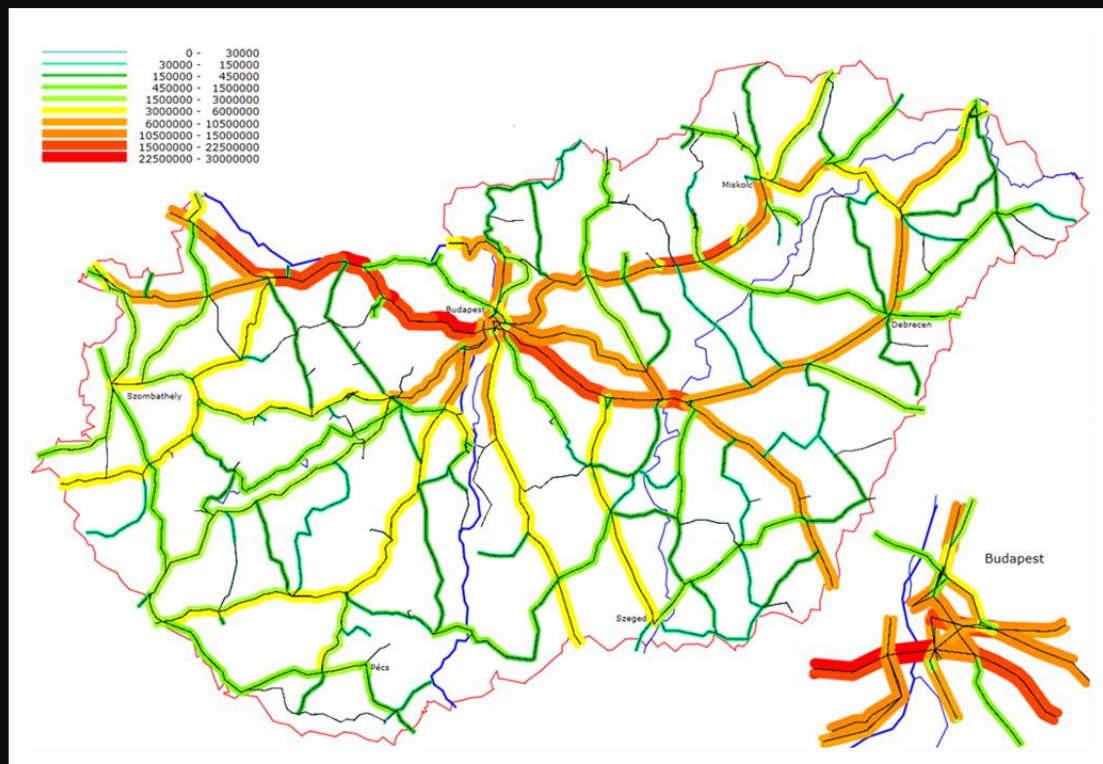 0 - 30000
30000 - 150000
150000 - 450000
450000 - 1500000
1500000 - 3000000
3000000 - 6000000
6000000 - 10500000
10500000 - 15000000
15000000 - 22500000
22500000 - 30000000
Miskolc
Budapest
Debrecen
Szombathely
Budapest
Szeged
Pécs